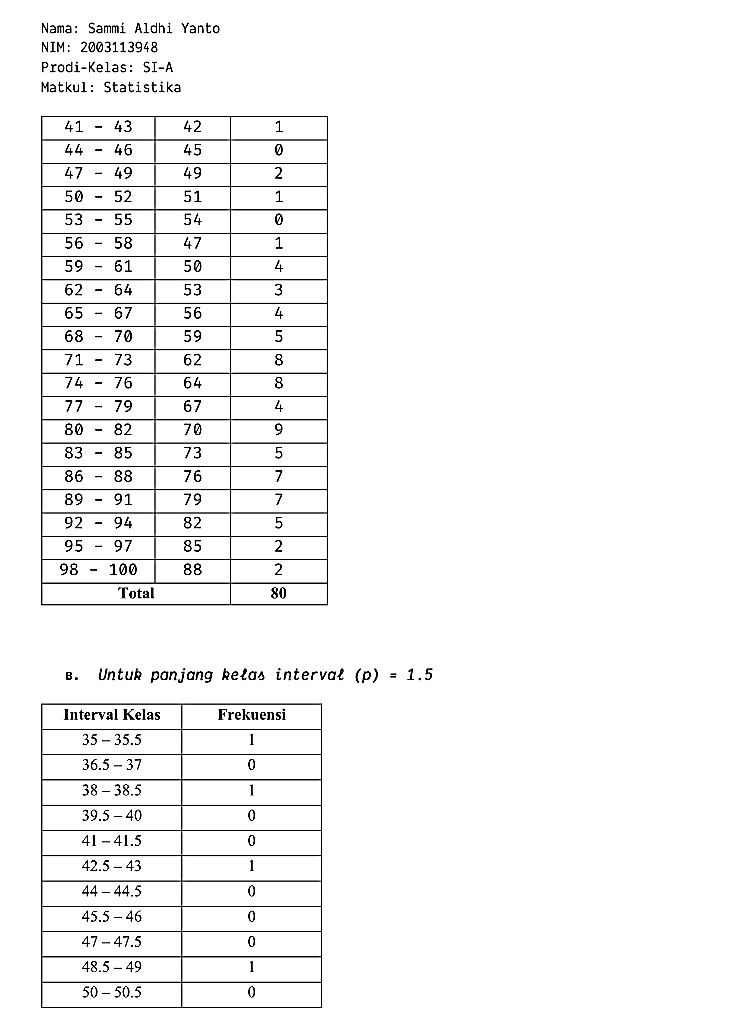 Nama: Sammi Aldhi Yanto
NIM: 2003113948
Prodi-Kelas: SI-A
Matkul: Statistika
41 – 43 42 1
44 – 46 45 0
47 – 49 49 2
50 – 52 51 1
53 – 55 54 0
56 – 58 47 1
59 – 61 50 4
62 – 64 53 3
65 – 67 56 4
68 – 70 59 5
71 – 73 62 8
74 – 76 64 8
77 – 79 67 4
80 – 82 70 9
83 – 85 73 5
86 – 88 76 7
89 – 91 79 7
92 – 94 82 5
95 – 97 85 2
98 – 100 88 2
Total 80
B. Untuk panjang kelas interval (p) = 1.5
Interval Kelas Frekuensi
35 – 35.5 1
36.5 – 37 0
38 – 38.5 1
39.5 – 40 0
41 – 41.5 0
42.5 – 43 1
44 – 44.5 0
45.5 – 46 0
47 – 47.5 0
48.5 – 49 1
50 – 50.5 0